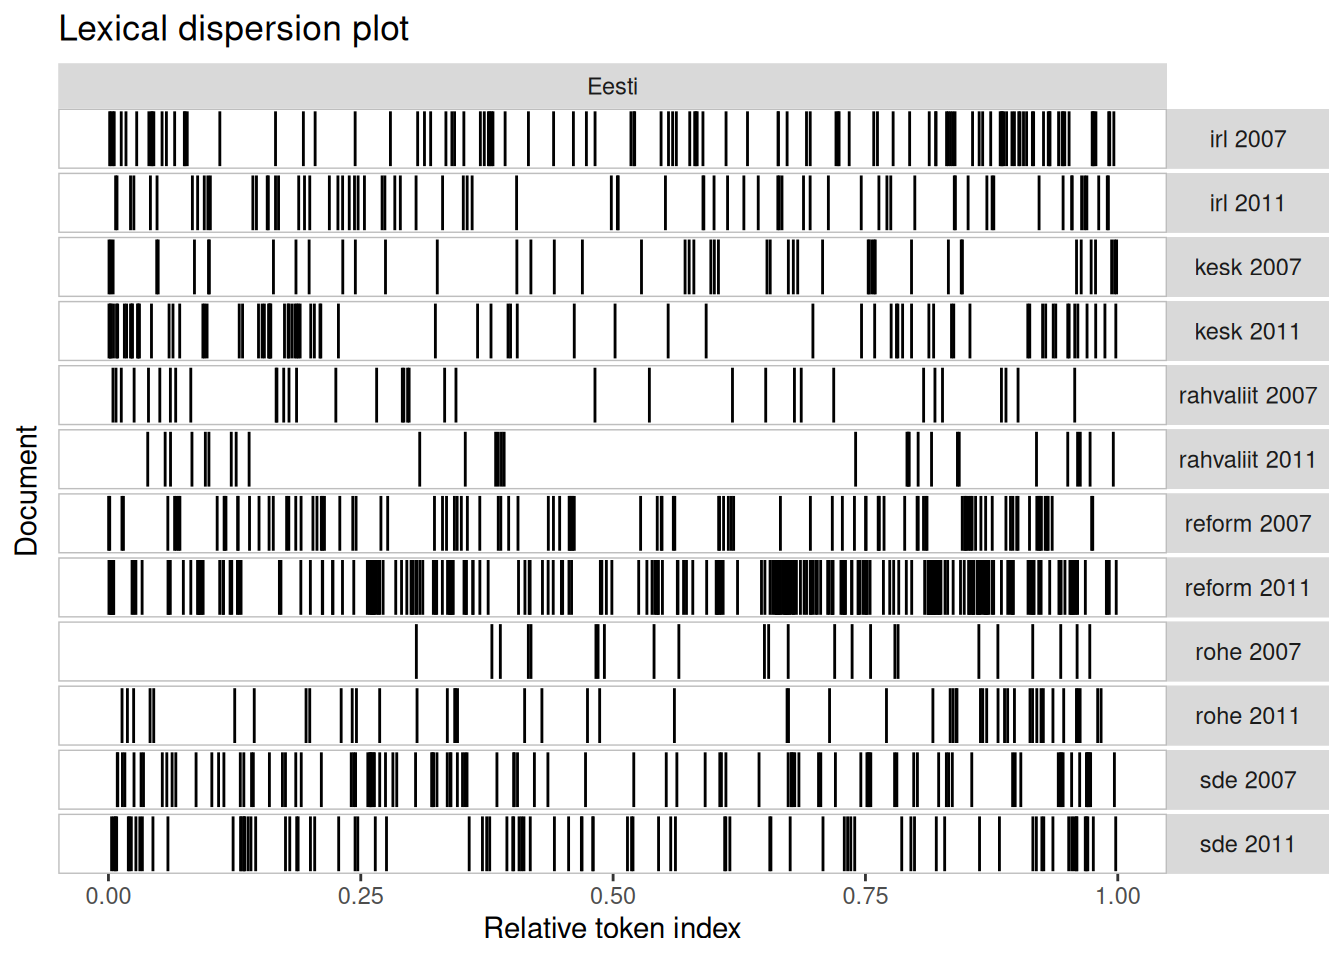 Lexical dispersion plot
Eesti
irl 2007
irl 2011
kesk 2007
kesk 2011
rahvaliit 2007
rahvaliit 2011
reform 2007
reform 2011
rohe 2007
rohe 2011
sde 2007
sde 2011
Document
0.00 0.25 0.50 0.75 1.00
Relative token index